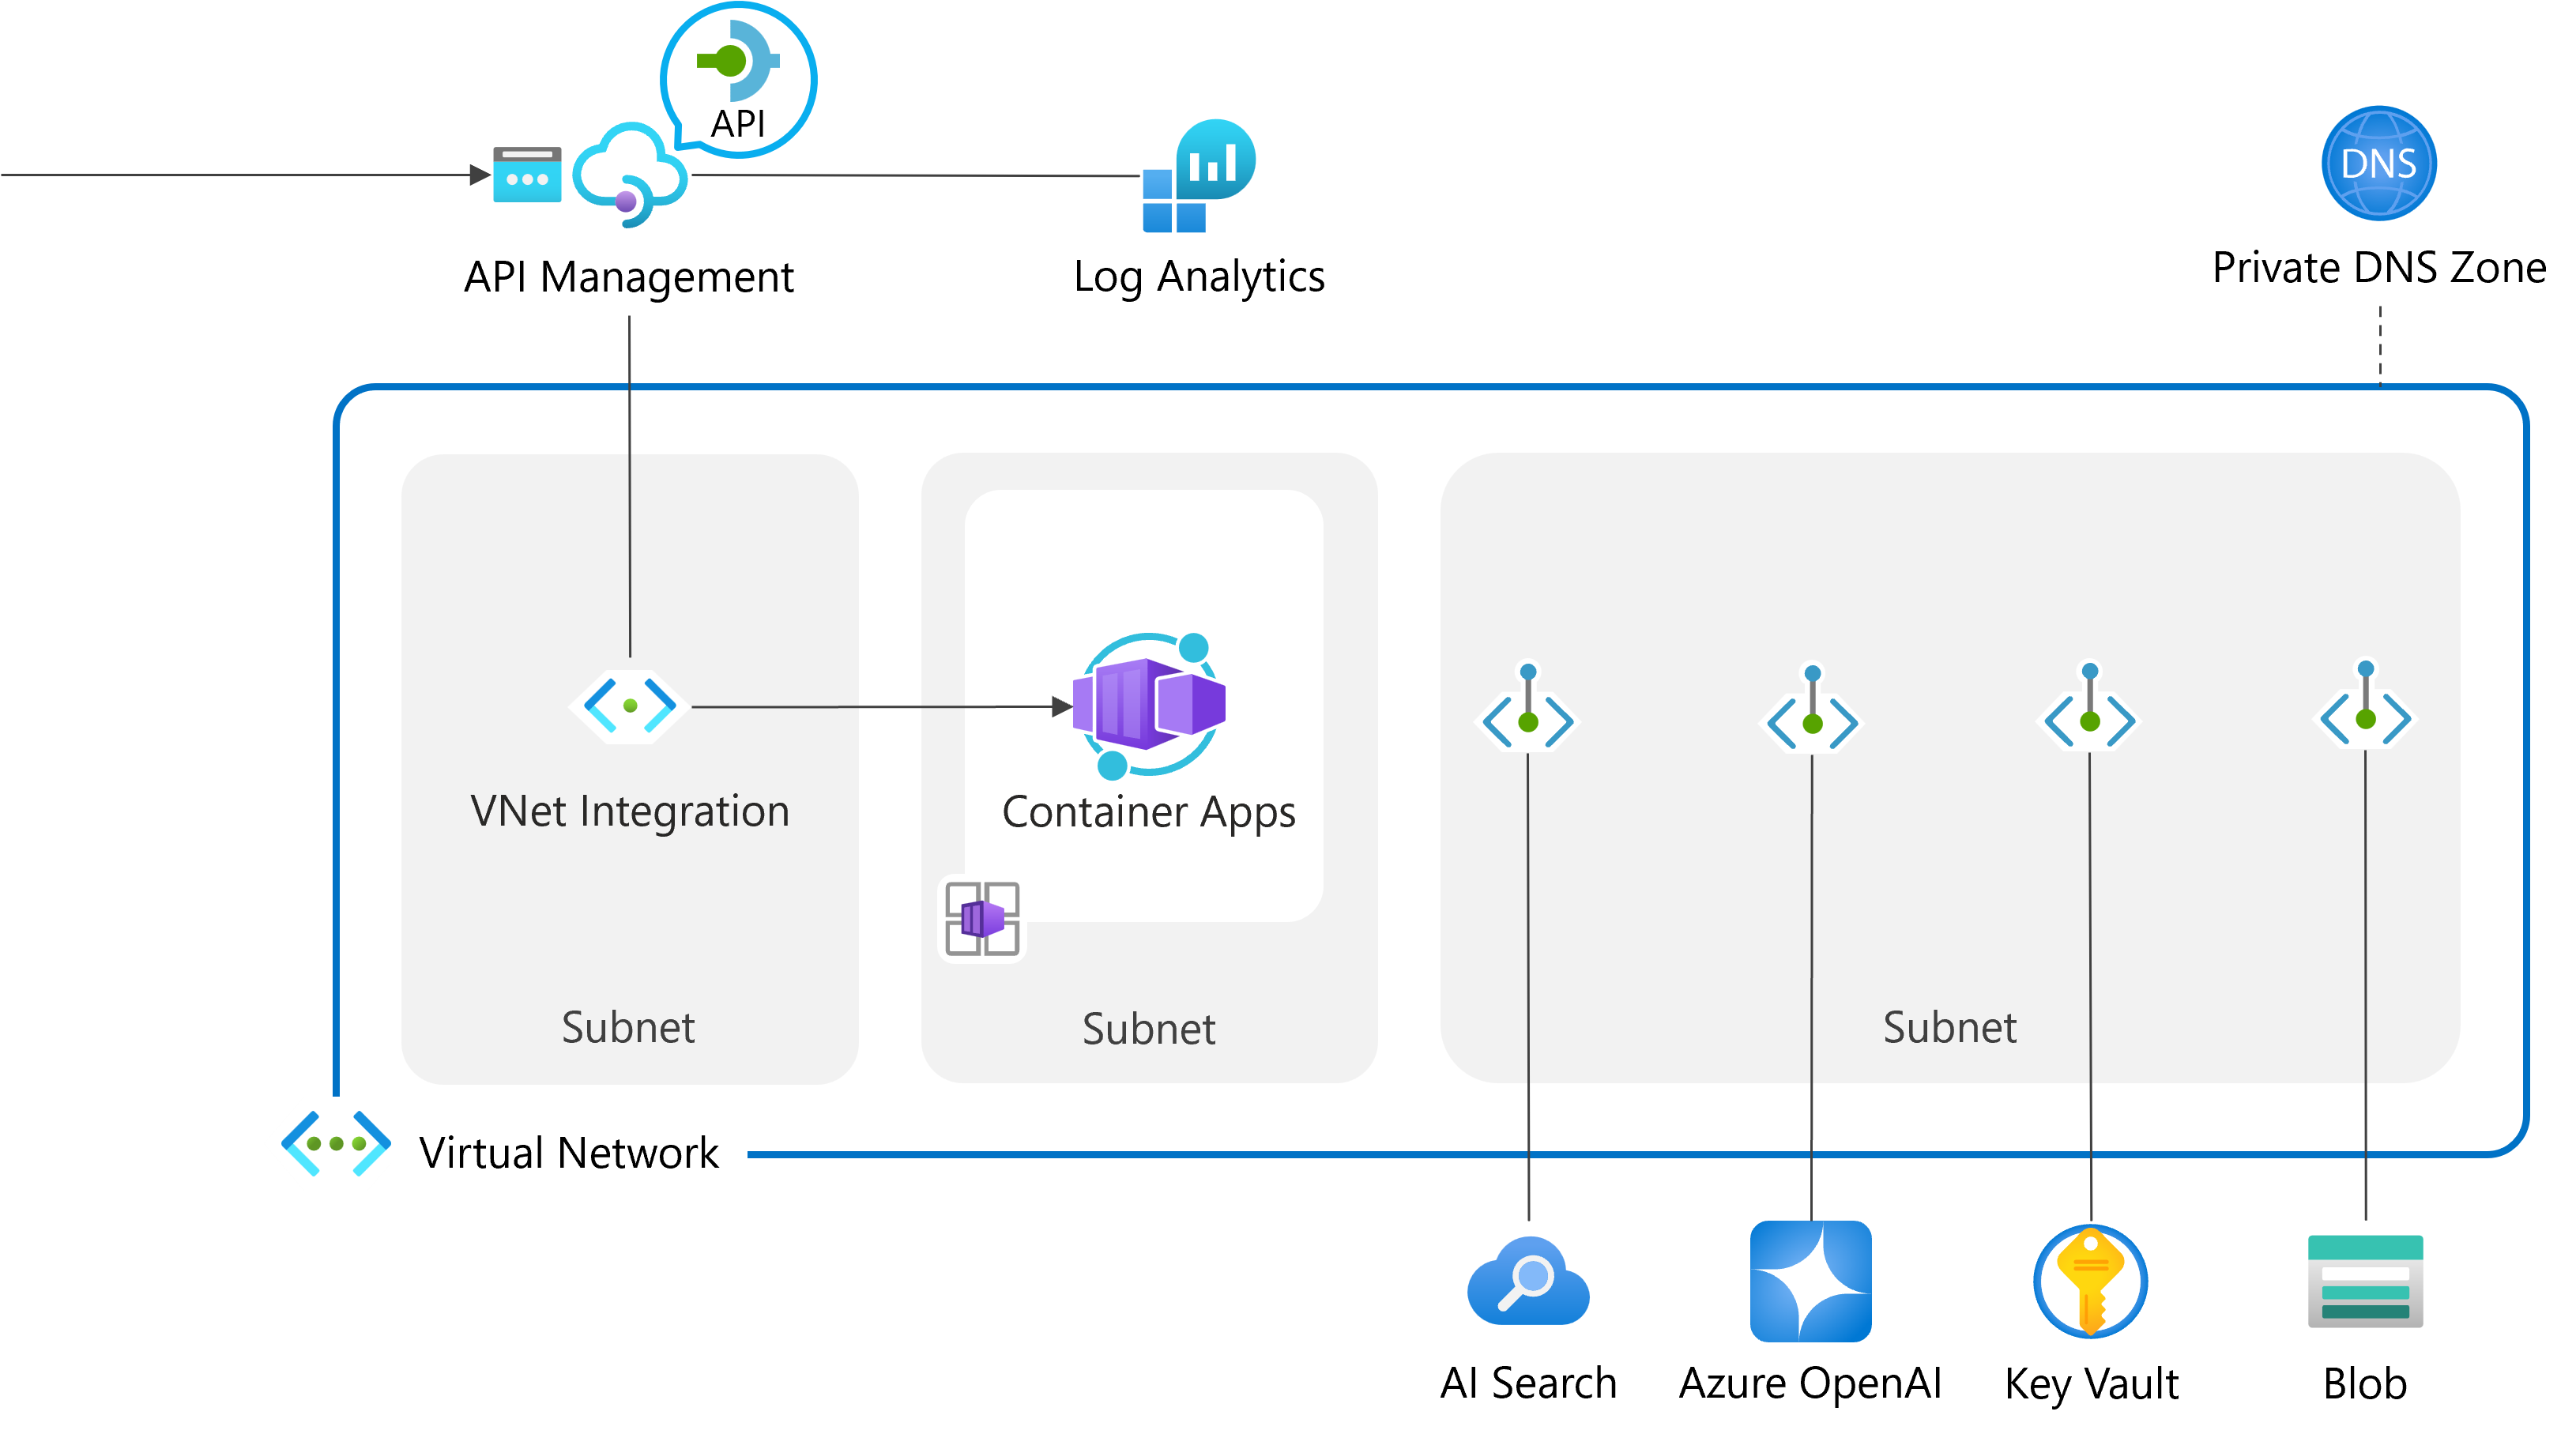 API
DNS
API Management
Log Analytics
Private DNS Zone
VNet Integration
Container Apps
Subnet
Subnet
Subnet
Virtual Network
AI Search
Azure OpenAI
Key Vault
Blob